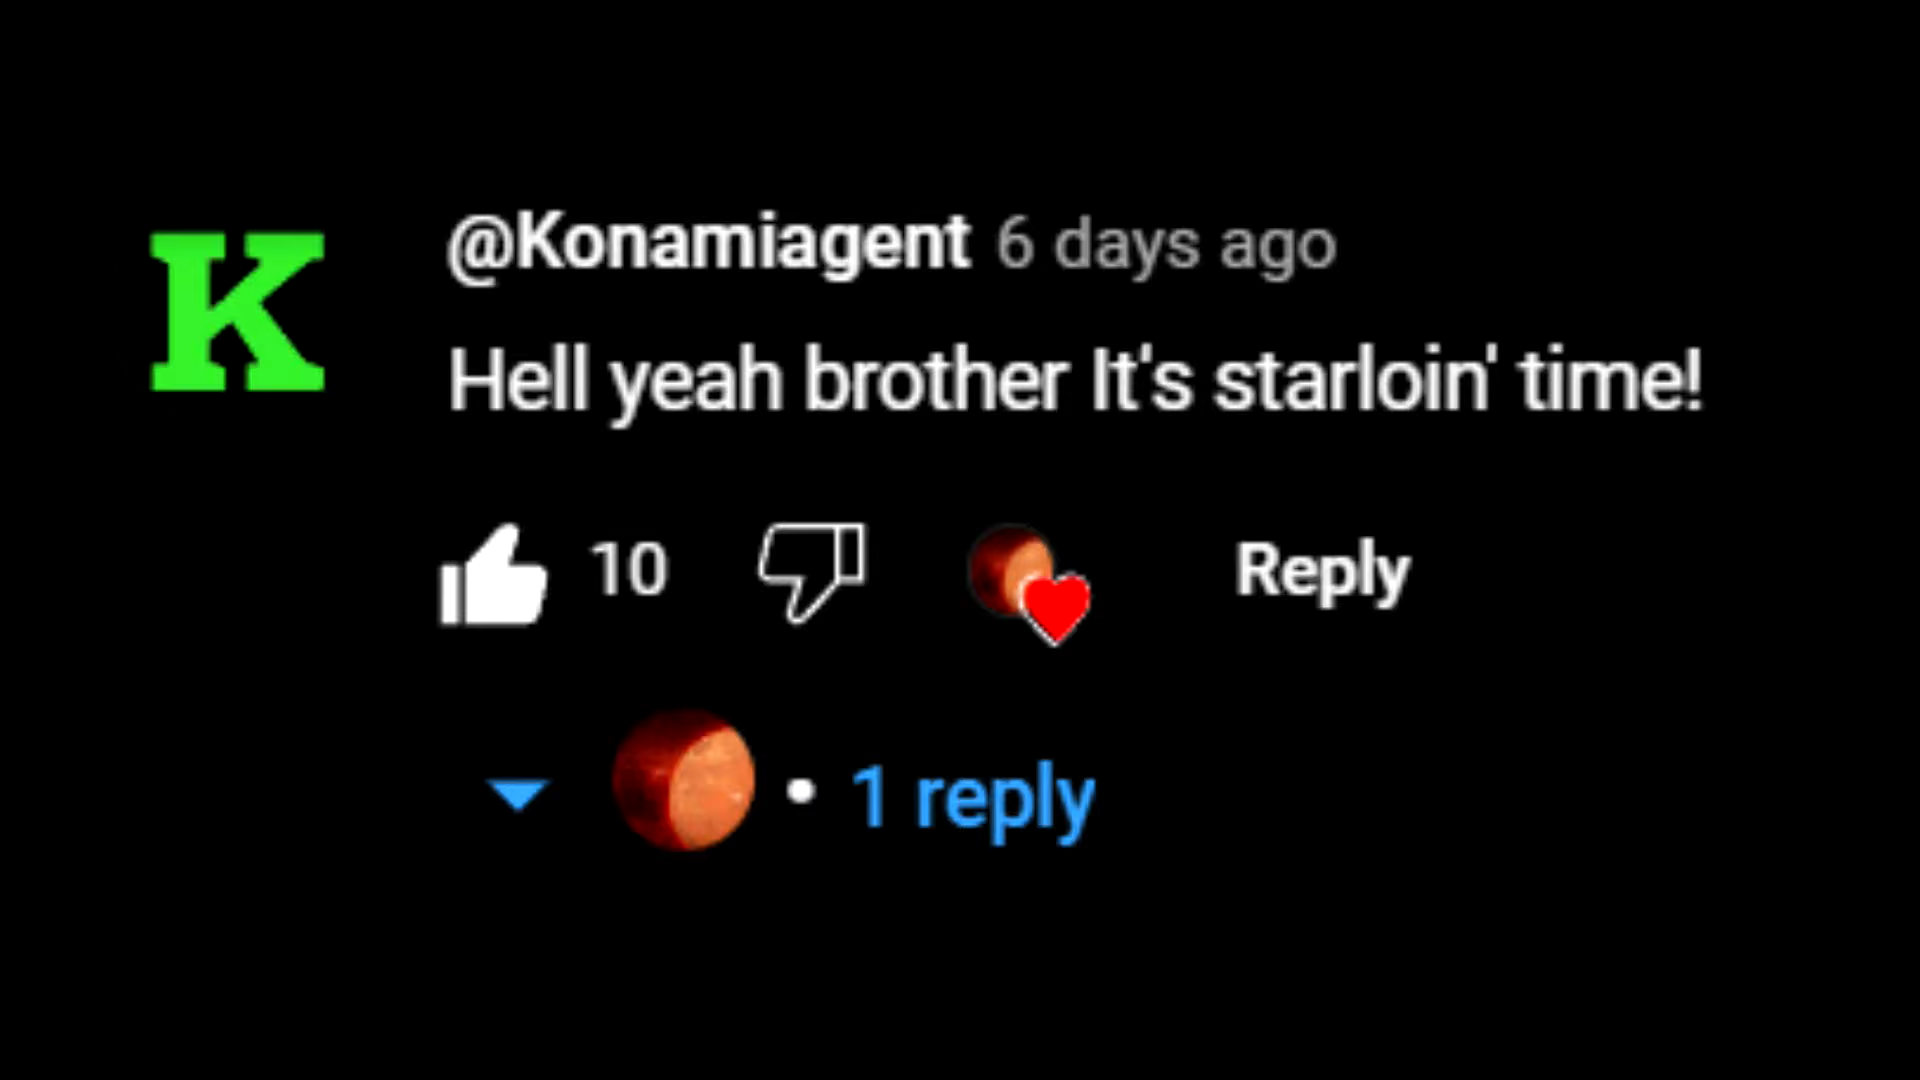 K
@Konamiagent 6 days ago
Hell yeah brother It's starloin' time!
10 Reply
• 1 reply